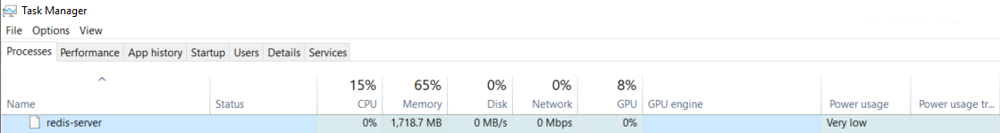 Task Manager
File Options View
Processes Performance App history Startup Users Details Services
15% 65% 0% 0% 8%
Name Status CPU Memory Disk Network GPU GPU engine Power usage Power usage tr...
redis-server 0% 1,718.7 MB 0 MB/s 0 Mbps 0% Very low